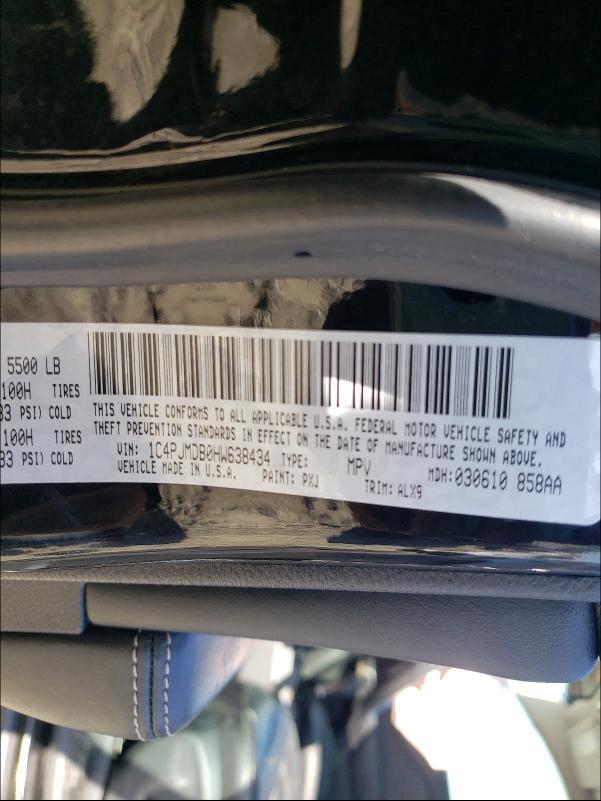 5500 LB
100H TIRES
33 PSI) COLD
100H TIRES
33 PSI) COLD
THIS VEHICLE CONFORMS TO ALL APPLICABLE U.S.A. FEDERAL MOTOR VEHICLE SAFETY AND
THEFT PREVENTION STANDARDS IN EFFECT ON THE DATE OF MANUFACTURE SHOWN ABOVE.
VIN: 1C4PJMDB0HW638434 TYPE: MPV MDH:030610 858AA
VEHICLE MADE IN U.S.A. PAINT: PXJ TRIM: ALX9